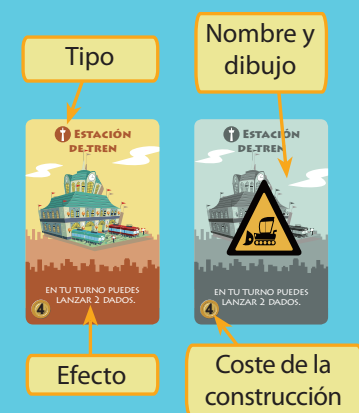 Tipo
Nombre y
dibujo
ESTACIÓN
DE TREN
EN TU TURNO PUEDES
LANZAR 2 DADOS.
4
ESTACIÓN
DE TREN
EN TU TURNO PUEDES
LANZAR 2 DADOS.
4
Efecto
Coste de la
construcción